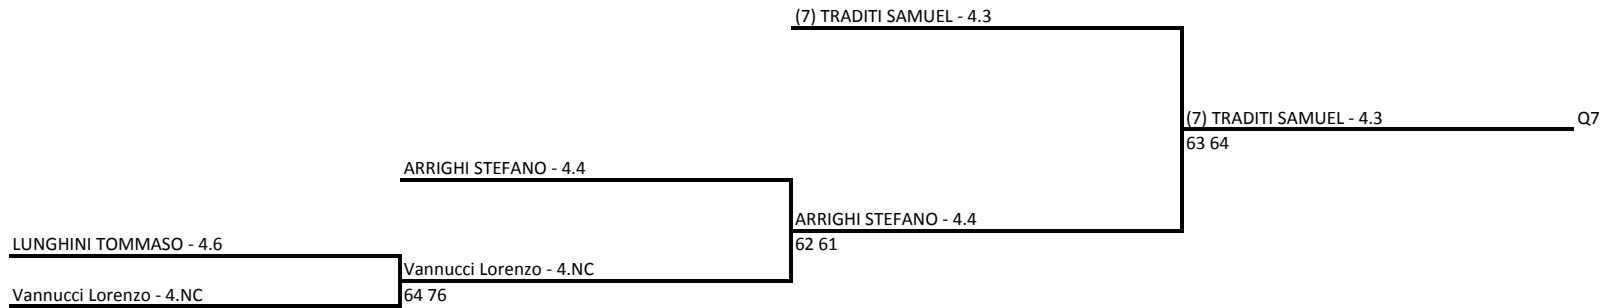 (7) TRADITI SAMUEL - 4.3
(7) TRADITI SAMUEL - 4.3
Q7
63 64
ARRIGHI STEFANO - 4.4
ARRIGHI STEFANO - 4.4
62 61
LUNGHINI TOMMASO - 4.6
Vannucci Lorenzo - 4.NC
64 76
Vannucci Lorenzo - 4.NC